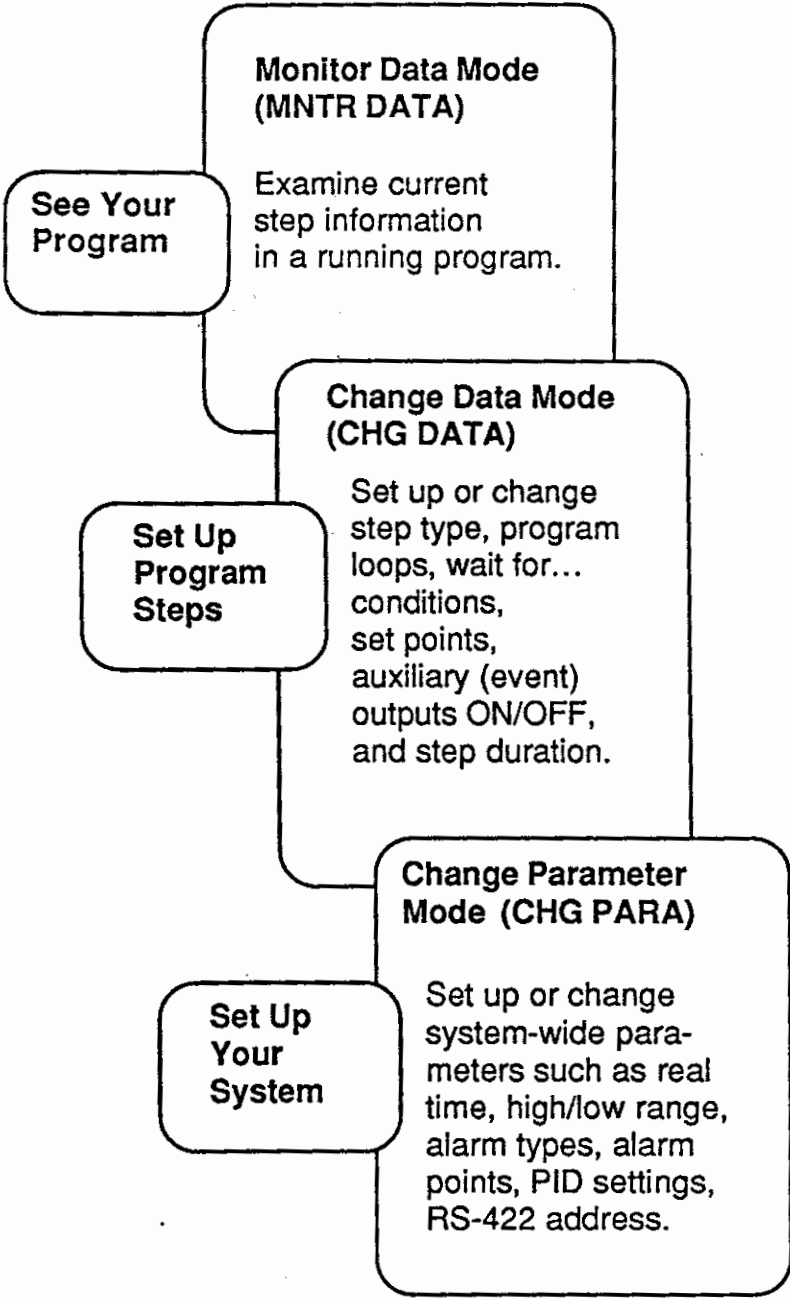 Monitor Data Mode
(MNTR DATA)
See Your
Program
Examine current
step information
in a running program.
Change Data Mode
(CHG DATA)
Set Up
Program
Steps
Set up or change
step type, program
loops, wait for...
conditions,
set points,
auxiliary (event)
outputs ON/OFF,
and step duration.
Change Parameter
Mode (CHG PARA)
Set Up
Your
System
Set up or change
system-wide para-
meters such as real
time, high/low range,
alarm types, alarm
points, PID settings,
RS-422 address.